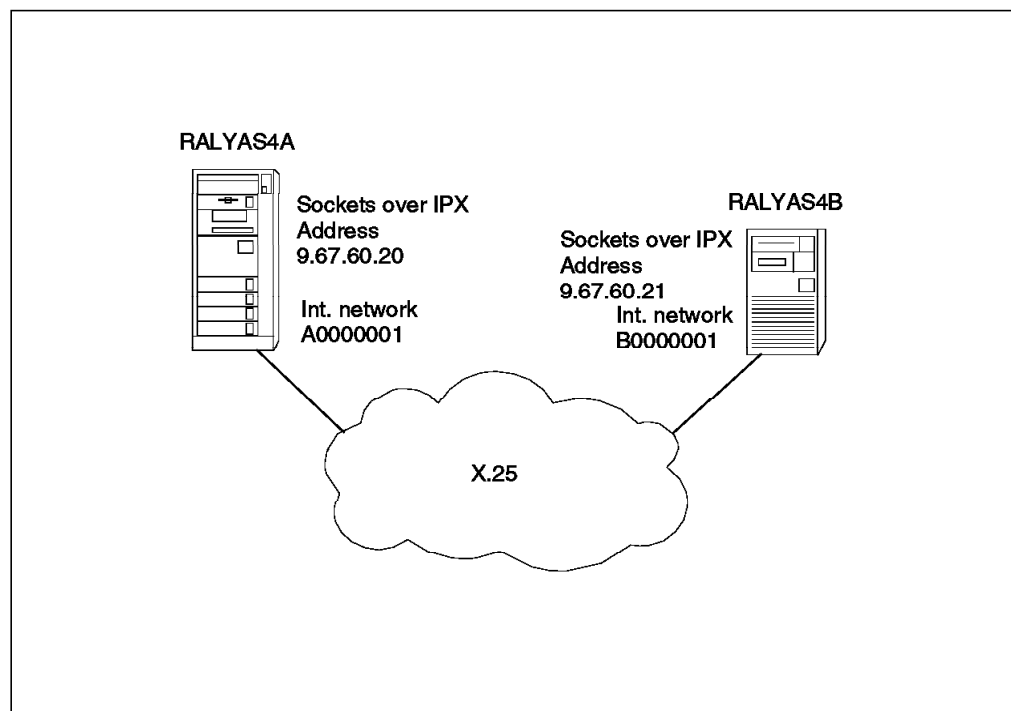 RALYAS4A
Sockets over IPX
Address
9.67.60.20
Int. network
A0000001
RALYAS4B
Sockets over IPX
Address
9.67.60.21
Int. network
B0000001
X.25